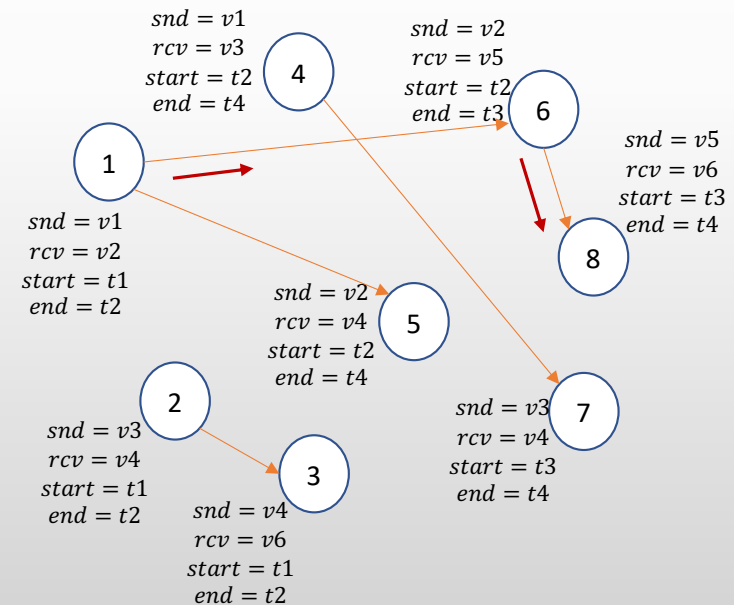 snd = v1
rcv = v3
start = t2
end = t4
4
snd = v2
rcv = v5
start = t2
end = t3
6
1
snd = v5
rcv = v6
start = t3
end = t4
8
snd = v1
rcv = v2
start = t1
end = t2
snd = v2
rcv = v4
start = t2
end = t4
5
2
snd = v3
rcv = v4
start = t1
end = t2
3
snd = v4
rcv = v6
start = t1
end = t2
snd = v3
rcv = v4
start = t3
end = t4
7